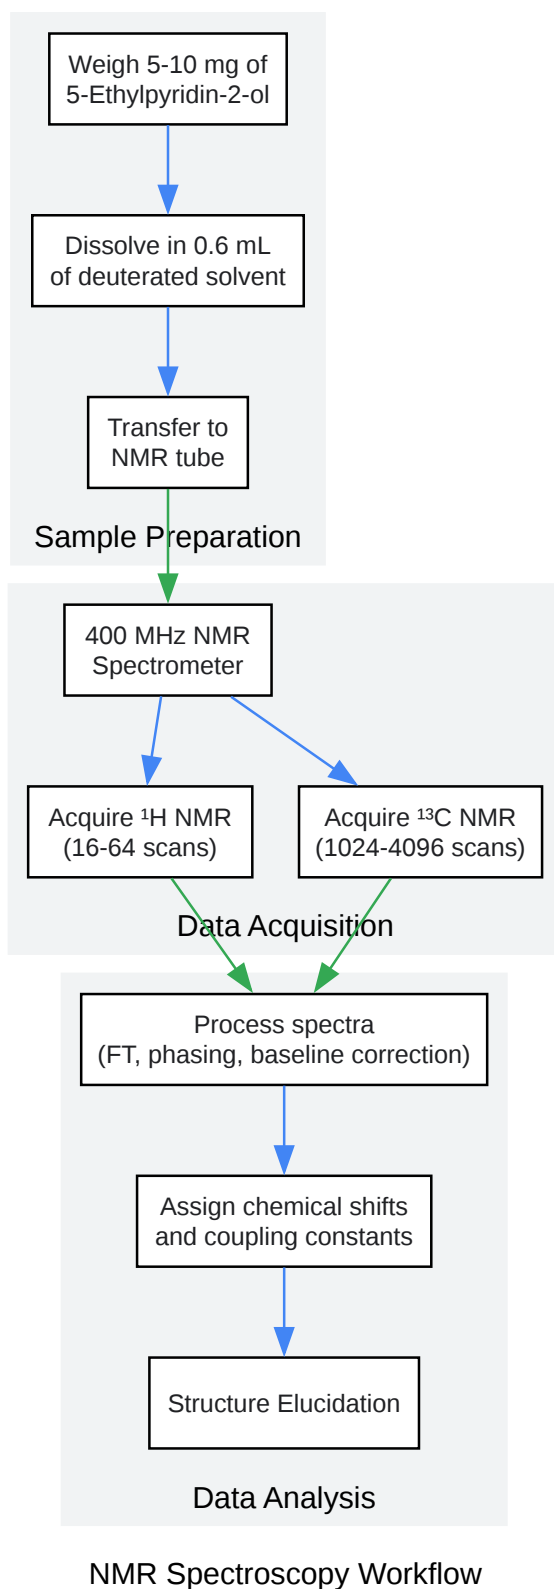 Weigh 5-10 mg of
5-Ethylpyridin-2-ol
Dissolve in 0.6 mL
of deuterated solvent
Transfer to
NMR tube
Sample Preparation
400 MHz NMR
Spectrometer
Acquire ¹H NMR
(16-64 scans)
Acquire ¹³C NMR
(1024-4096 scans)
Data Acquisition
Process spectra
(FT, phasing, baseline correction)
Assign chemical shifts
and coupling constants
Structure Elucidation
Data Analysis
NMR Spectroscopy Workflow